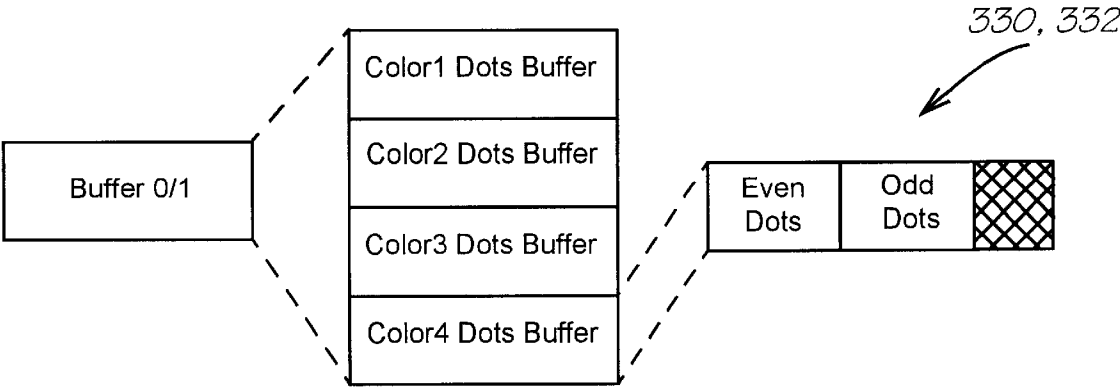 330, 332
Color1 Dots Buffer
Color2 Dots Buffer
Buffer 0/1
Even
Dots
Odd
Dots
Color3 Dots Buffer
Color4 Dots Buffer